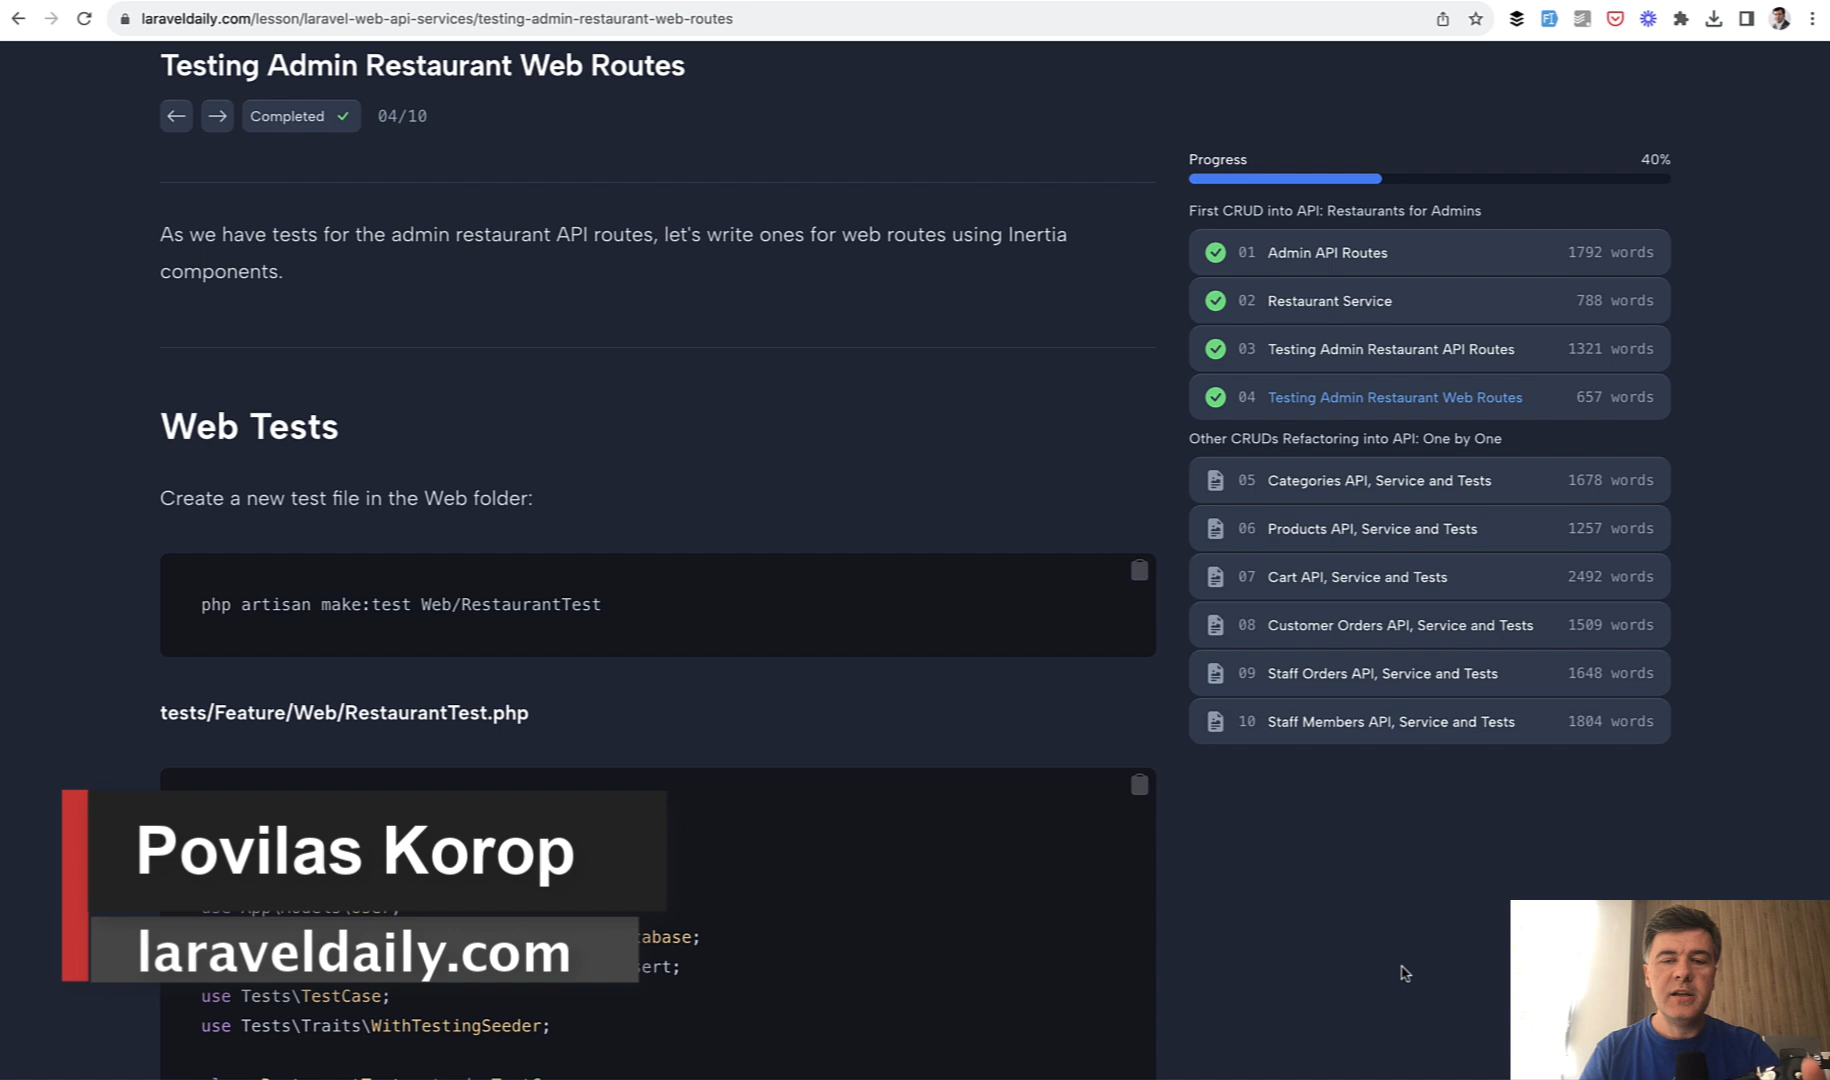 laraveldaily.com/lesson/laravel-web-api-services/testing-admin-restaurant-web-routes
Testing Admin Restaurant Web Routes
Completed 04/10
As we have tests for the admin restaurant API routes, let's write ones for web routes using Inertia
components.
Web Tests
Create a new test file in the Web folder:
php artisan make:test Web/RestaurantTest
tests/Feature/Web/RestaurantTest.php
Povilas Korop
laraveldaily.com
use App\Models\User;
abase;
ert;
use Tests\TestCase;
use Tests\Traits\WithTestingSeeder;
Progress 40%
First CRUD into API: Restaurants for Admins
01 Admin API Routes 1792 words
02 Restaurant Service 788 words
03 Testing Admin Restaurant API Routes 1321 words
04 Testing Admin Restaurant Web Routes 657 words
Other CRUDs Refactoring into API: One by One
05 Categories API, Service and Tests 1678 words
06 Products API, Service and Tests 1257 words
07 Cart API, Service and Tests 2492 words
08 Customer Orders API, Service and Tests 1509 words
09 Staff Orders API, Service and Tests 1648 words
10 Staff Members API, Service and Tests 1804 words